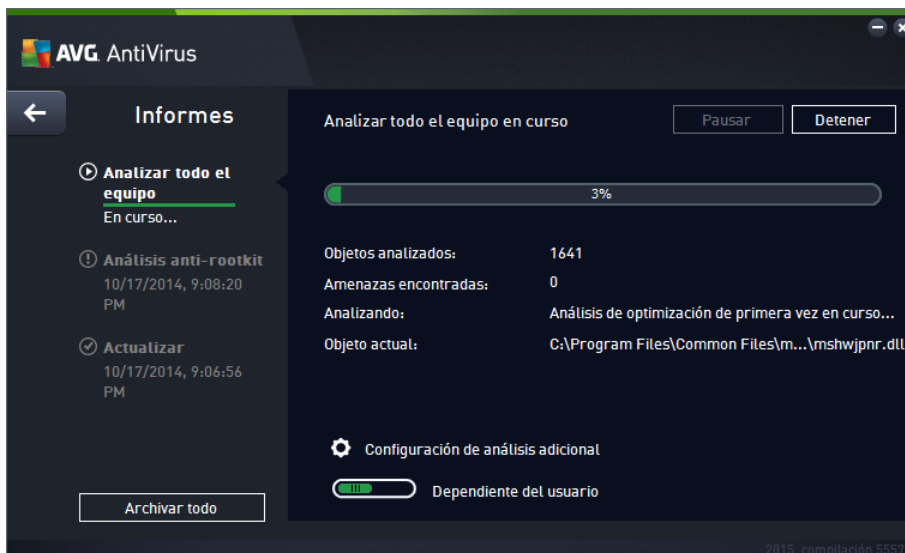 AVG AntiVirus
Informes
Analizar todo el
equipo
En curso...
Análisis anti-rootkit
10/17/2014, 9:08:20
PM
Actualizar
10/17/2014, 9:06:56
PM
Archivar todo
Analizar todo el equipo en curso
Pausar
Detener
3%
Objetos analizados: 1641
Amenazas encontradas: 0
Analizando: Análisis de optimización de primera vez en curso...
Objeto actual: C:\Program Files\Common Files\m...\mshwjpnr.dll
Configuración de análisis adicional
Dependiente del usuario
2015, compilación 5557